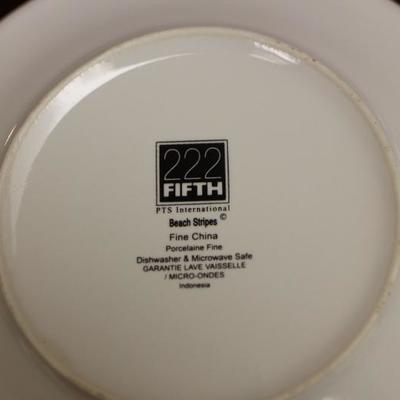 222
FIFTH
PTS International
Beach Stripes ©
Fine China
Porcelaine Fine
Dishwasher & Microwave Safe
GARANTIE LAVE VAISSELLE
/ MICRO-ONDES
Indonesia